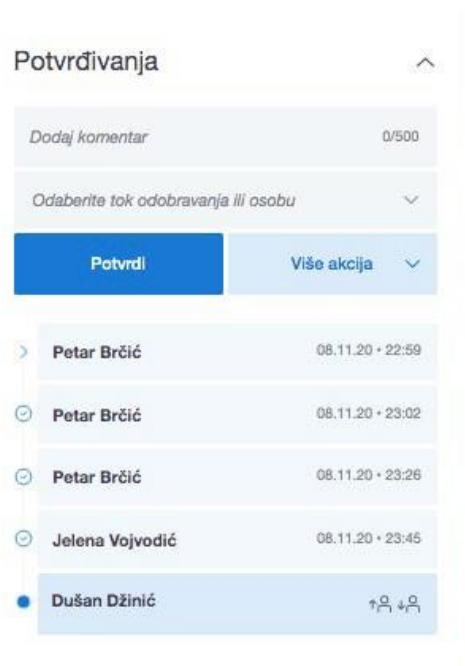 Potvrđivanja
Dodaj komentar 0/500
Odaberite tok odobravanja ili osobu
Potvrdi Više akcija
Petar Brčić 08.11.20 • 22:59
Petar Brčić 08.11.20 • 23:02
Petar Brčić 08.11.20 • 23:26
Jelena Vojvodić 08.11.20 • 23:45
Dušan Džinić